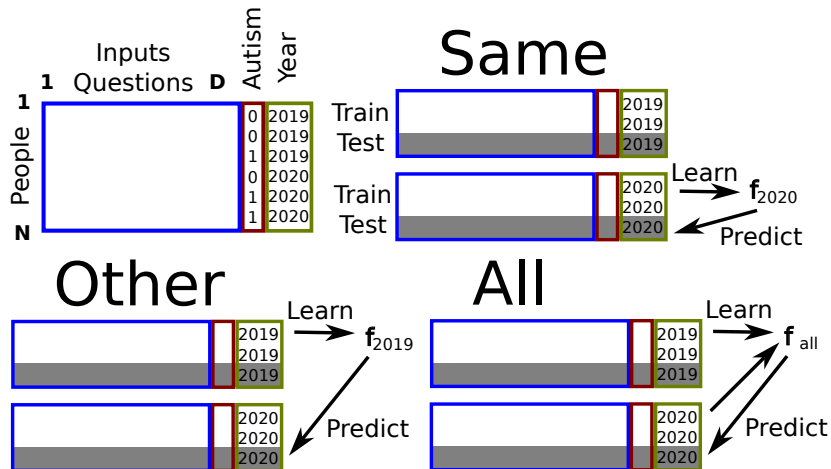 Inputs
1 Questions D
Autism
Year
1
People
N
0 2019
0 2019
1 2019
0 2020
1 2020
1 2020
Same
Train
Test
2019
2019
2019
Train
Test
2020
2020
2020
Learn
f2020
Predict
Other
2019
2019
2019
Learn
f2019
2020
2020
2020
Predict
All
2019
2019
2019
Learn
f all
2020
2020
2020
Predict